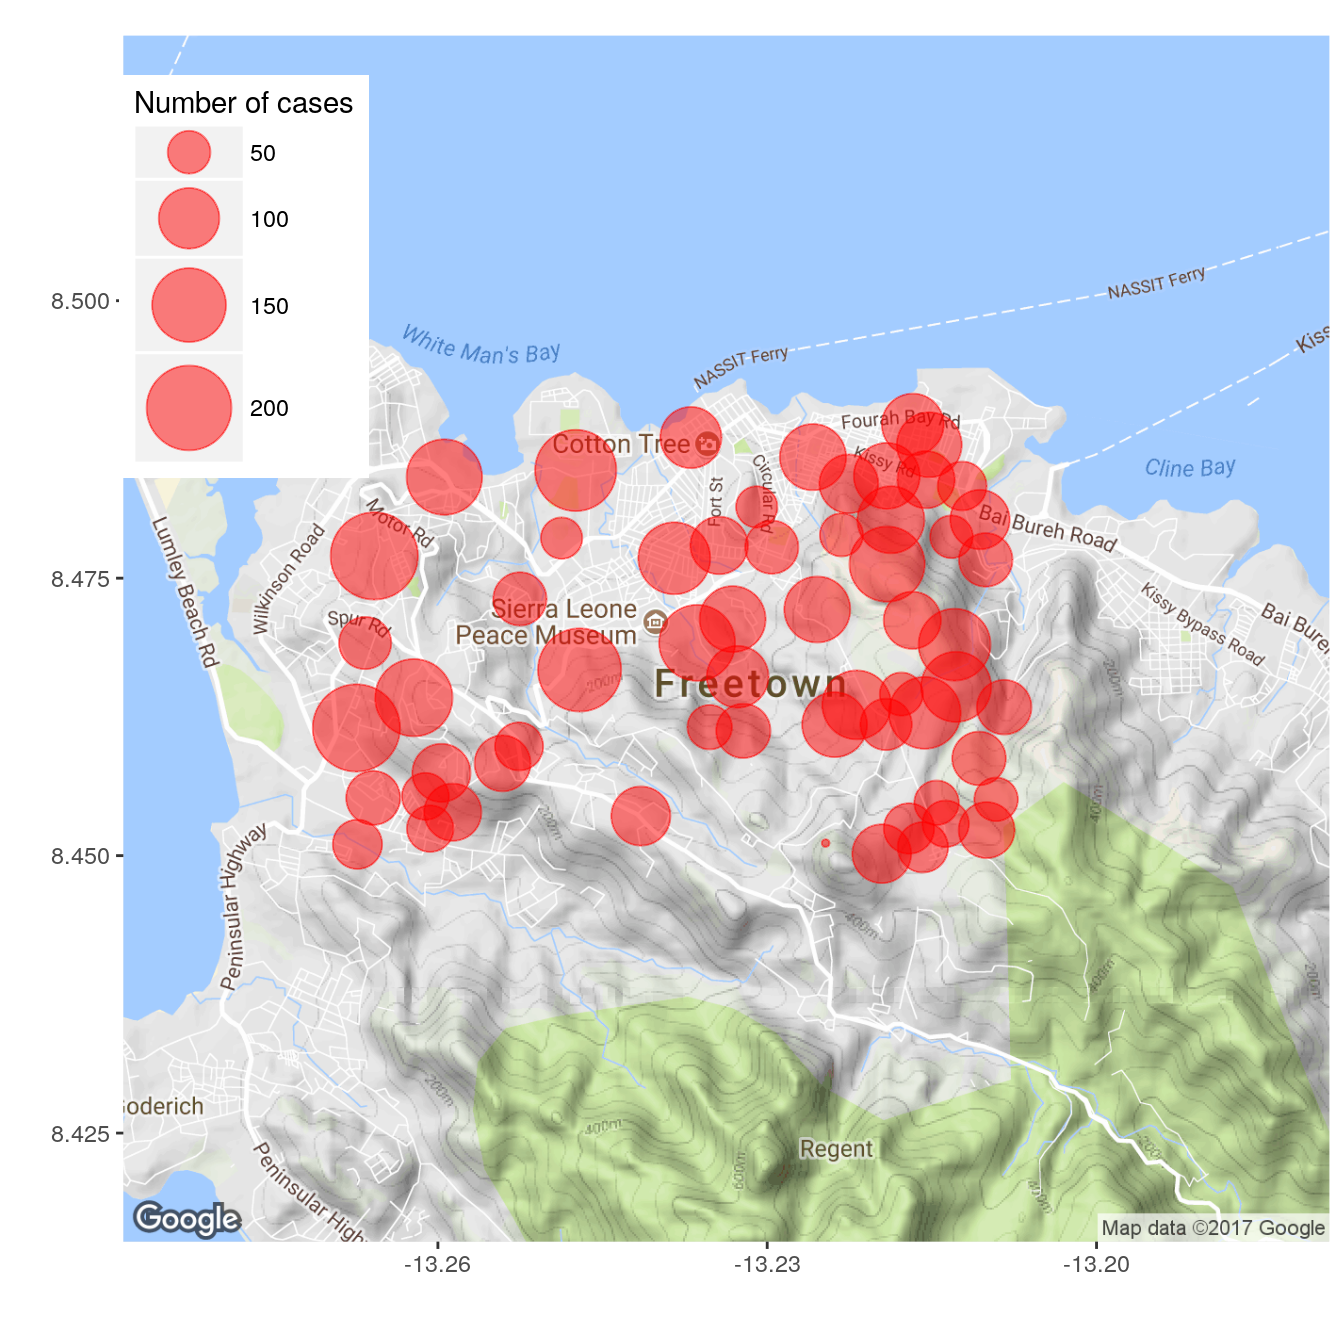 Number of cases
50
100
150
200
8.500
8.475
8.450
8.425
-13.26
-13.23
-13.20
White Man's Bay
NASSIT Ferry
NASSIT Ferry
Kiss
Cline Bay
Fourah Bay Rd
Kissy Rd
Cotton Tree
Circular Rd
Fort St
Bai Bureh Road
Kissy Bypass Road
Bai Buren
Motor Rd
Wilkinson Road
Lumley Beach Rd
Spur Rd
Sierra Leone
Peace Museum
Freetown
200m
200m
200m
400m
400m
400m
200m
200m
400m
600m
400m
200m
Peninsular Highway
oderich
Peninsular High
Regent
Google
Map data ©2017 Google